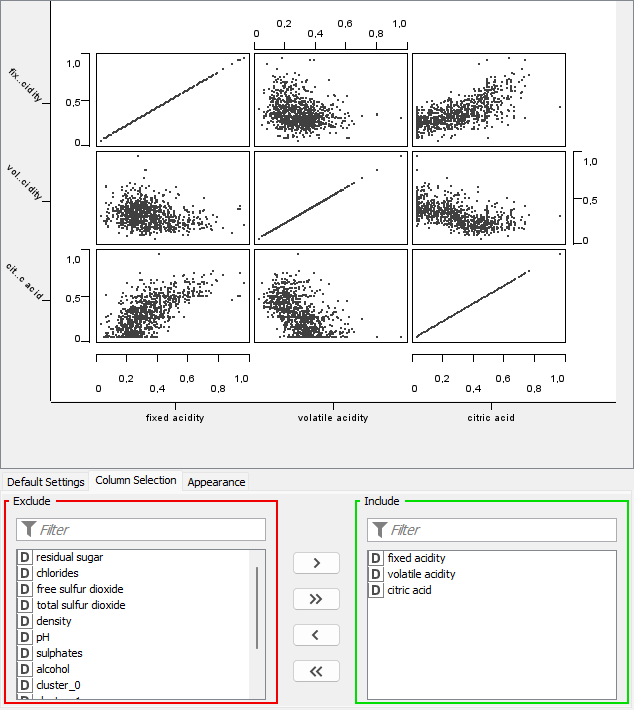 0,2 0,6 1,0
0 0,4 0,8
1,0
0,5
0
fix..cidity
vol..cidity
1,0
0,5
0
cit..c acid
1,0
0,5
0
0,2 0,6 1,0 0,2 0,6 1,0
0 0,4 0,8 0 0,4 0,8
fixed acidity volatile acidity citric acid
Default Settings Column Selection Appearance
Exclude Include
Filter Filter
D residual sugar
D chlorides
D free sulfur dioxide
D total sulfur dioxide
D density
D pH
D sulphates
D alcohol
D cluster_0
D fixed acidity
D volatile acidity
D citric acid
> 
>>
<
<<